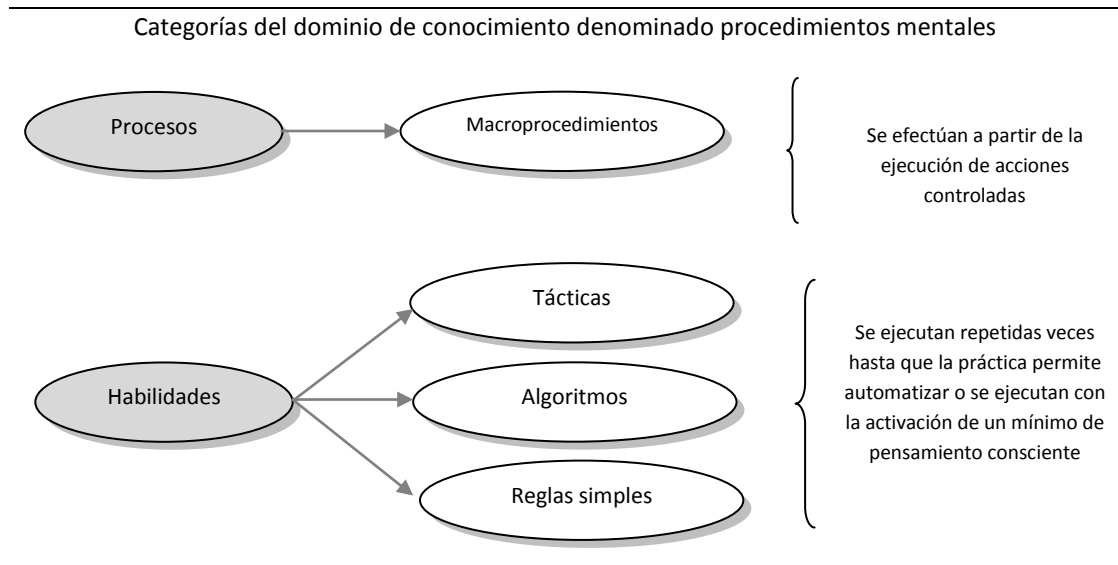 Categorías del dominio de conocimiento denominado procedimientos mentales
Procesos
Macroprocedimientos
Se efectúan a partir de la
ejecución de acciones
controladas
Tácticas
Habilidades
Algoritmos
Reglas simples
Se ejecutan repetidas veces
hasta que la práctica permite
automatizar o se ejecutan con
la activación de un mínimo de
pensamiento consciente